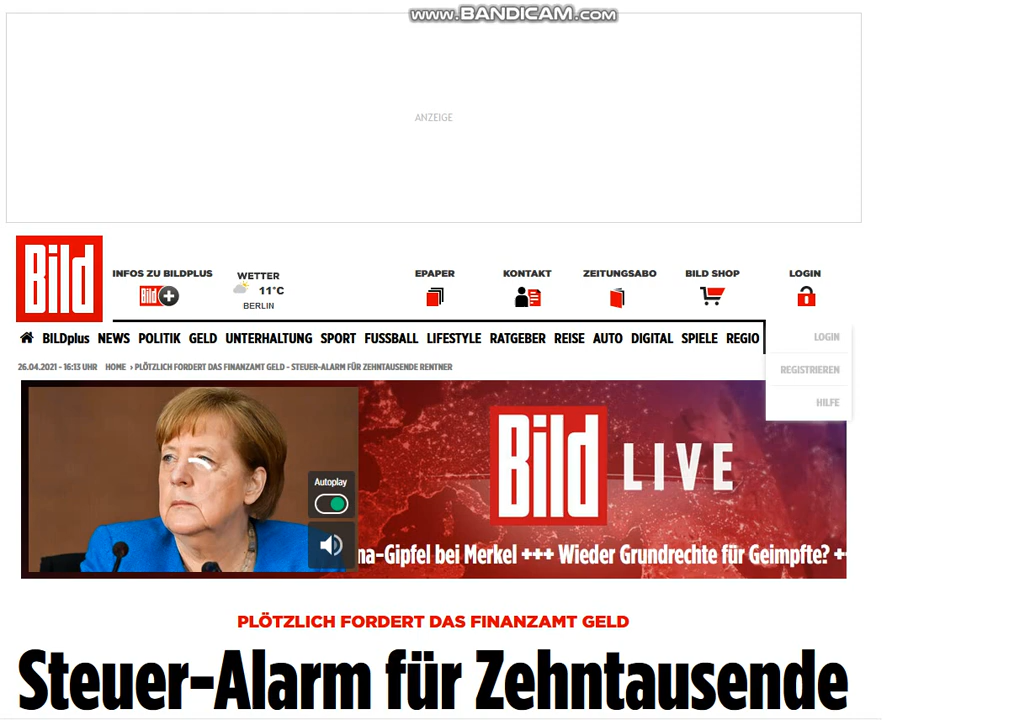 www.BANDICAM.com
ANZEIGE
Bild
INFOS ZU BILDPLUS
Bild+
WETTER
11°C
BERLIN
EPAPER
KONTAKT
ZEITUNGSABO
BILD SHOP
LOGIN
BILDplus NEWS POLITIK GELD UNTERHALTUNG SPORT FUSSBALL LIFESTYLE RATGEBER REISE AUTO DIGITAL SPIELE REGIO
LOGIN
REGISTRIEREN
HILFE
26.04.2021 - 16:13 UHR HOME › PLÖTZLICH FORDERT DAS FINANZAMT GELD - STEUER-ALARM FÜR ZEHNTAUSENDE RENTNER
Autoplay
Bild LIVE
na-Gipfel bei Merkel +++ Wieder Grundrechte für Geimpfte? +
PLÖTZLICH FORDERT DAS FINANZAMT GELD
Steuer-Alarm für Zehntausende